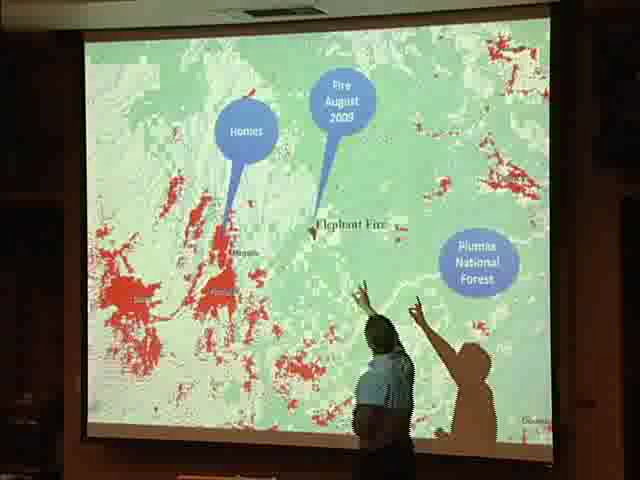 Fire
August
2009
Homes
Elephant Fire
Plumas
National
Forest